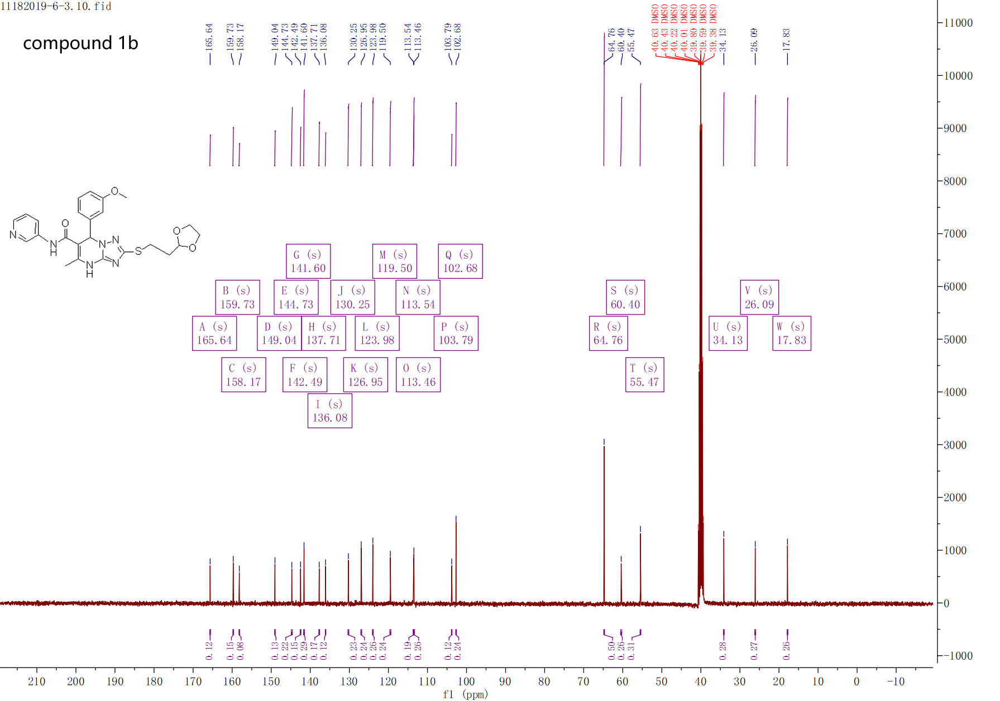 11182019-6-3.10.fid
compound 1b
165.64
159.73
158.17
149.04
144.73
142.49
141.60
137.71
136.08
130.25
126.95
123.98
119.50
113.54
113.46
103.79
102.68
64.76
60.40
55.47
40.63 DMSO
40.43 DMSO
40.22 DMSO
40.01 DMSO
39.80 DMSO
39.59 DMSO
39.38 DMSO
34.13
26.09
17.83
11000
10000
9000
8000
7000
6000
5000
4000
3000
2000
1000
0
-1000
O
O
N
N
H
O
N
N
N
N
H
S
O
O
G (s)
141.60
M (s)
119.50
Q (s)
102.68
B (s)
159.73
E (s)
144.73
J (s)
130.25
N (s)
113.54
S (s)
60.40
V (s)
26.09
A (s)
165.64
D (s)
149.04
H (s)
137.71
L (s)
123.98
P (s)
103.79
R (s)
64.76
U (s)
34.13
W (s)
17.83
C (s)
158.17
F (s)
142.49
K (s)
126.95
O (s)
113.46
T (s)
55.47
I (s)
136.08
0.12
0.15
0.08
0.13
0.22
0.15
0.29
0.17
0.12
0.23
0.24
0.26
0.24
0.19
0.26
0.12
0.24
0.50
0.26
0.31
0.28
0.27
0.26
210 200 190 180 170 160 150 140 130 120 110 100 90 80 70 60 50 40 30 20 10 0 -10
f1 (ppm)